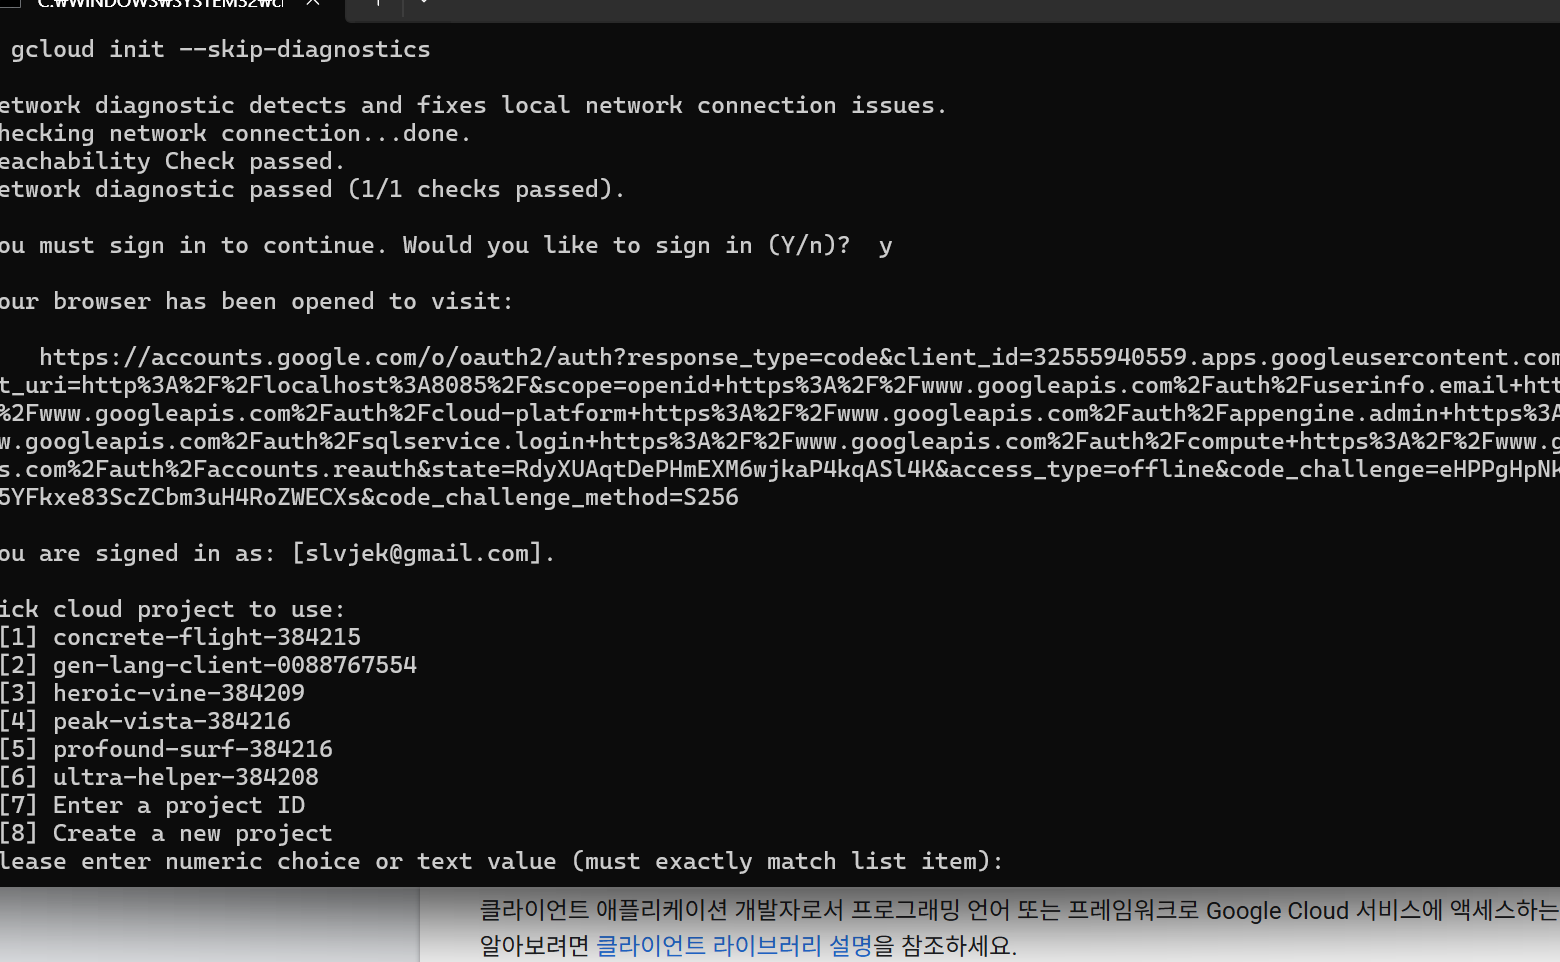 C:₩WINDOWS₩SYSTEM32₩c
gcloud init --skip-diagnostics
etwork diagnostic detects and fixes local network connection issues.
hecking network connection...done.
eachability Check passed.
etwork diagnostic passed (1/1 checks passed).
ou must sign in to continue. Would you like to sign in (Y/n)?  y
our browser has been opened to visit:
https://accounts.google.com/o/oauth2/auth?response_type=code&client_id=32555940559.apps.googleusercontent.com
t_uri=http%3A%2F%2Flocalhost%3A8085%2F&scope=openid+https%3A%2F%2Fwww.googleapis.com%2Fauth%2Fuserinfo.email+htt
%2Fwww.googleapis.com%2Fauth%2Fcloud-platform+https%3A%2F%2Fwww.googleapis.com%2Fauth%2Fappengine.admin+https%3A
w.googleapis.com%2Fauth%2Fsqlservice.login+https%3A%2F%2Fwww.googleapis.com%2Fauth%2Fcompute+https%3A%2F%2Fwww.g
s.com%2Fauth%2Faccounts.reauth&state=RdyXUAqtDePHmEXM6wjkaP4kqASl4K&access_type=offline&code_challenge=eHPPgHpNk
5YFkxe83ScZCbm3uH4RoZWECXs&code_challenge_method=S256
ou are signed in as: [slvjek@gmail.com].
ick cloud project to use:
[1] concrete-flight-384215
[2] gen-lang-client-0088767554
[3] heroic-vine-384209
[4] peak-vista-384216
[5] profound-surf-384216
[6] ultra-helper-384208
[7] Enter a project ID
[8] Create a new project
lease enter numeric choice or text value (must exactly match list item):
클라이언트 애플리케이션 개발자로서 프로그래밍 언어 또는 프레임워크로 Google Cloud 서비스에 액세스하는
알아보려면 클라이언트 라이브러리 설명을 참조하세요.